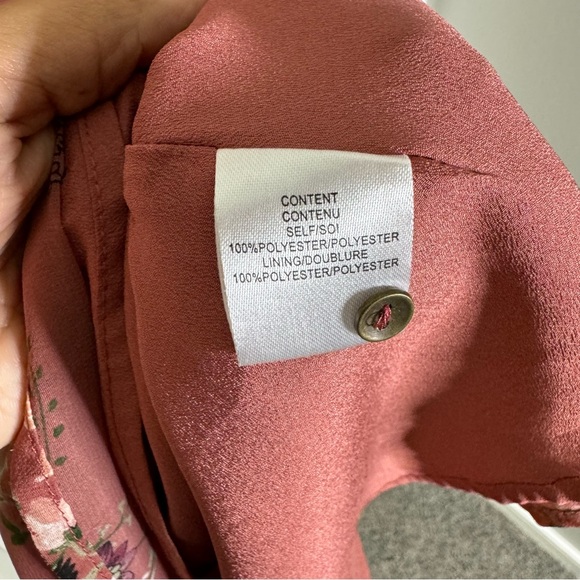 CONTENT
CONTENU
SELF/SOI
100%POLYESTER/POLYESTER
LINING/DOUBLURE
100%POLYESTER/POLYESTER